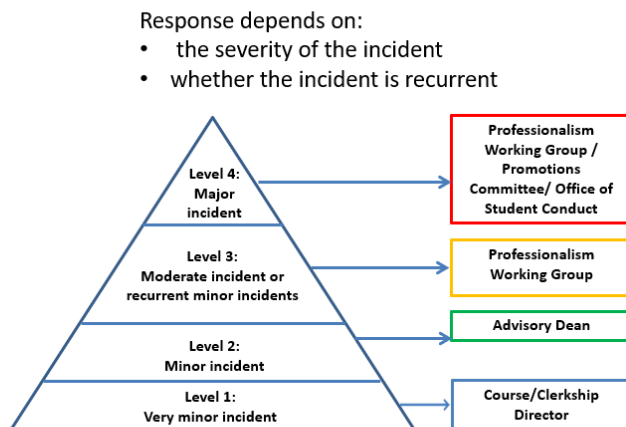 Response depends on:
• the severity of the incident
• whether the incident is recurrent
Level 4:
Major
incident
Professionalism
Working Group /
Promotions
Committee/ Office of
Student Conduct
Level 3:
Moderate incident or
recurrent minor incidents
Professionalism
Working Group
Level 2:
Minor incident
Advisory Dean
Level 1:
Very minor incident
Course/Clerkship
Director